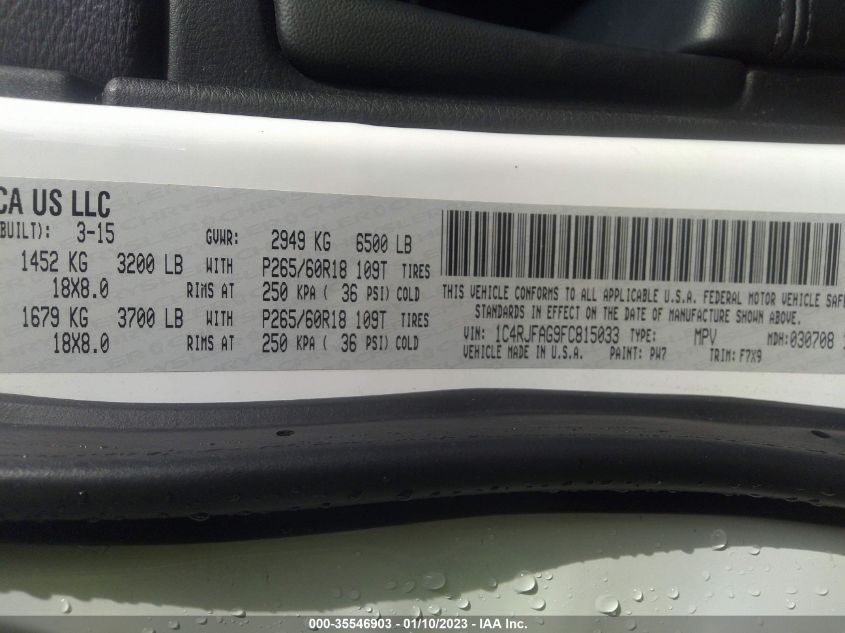 CA US LLC
BUILT): 3-15 GVWR: 2949 KG 6500 LB
1452 KG 3200 LB WITH P265/60R18 109T TIRES
18X8.0 RIMS AT 250 KPA ( 36 PSI) COLD
1679 KG 3700 LB WITH P265/60R18 109T TIRES
18X8.0 RIMS AT 250 KPA ( 36 PSI) COLD
THIS VEHICLE CONFORMS TO ALL APPLICABLE U.S.A. FEDERAL MOTOR VEHICLE SAFE
STANDARDS IN EFFECT ON THE DATE OF MANUFACTURE SHOWN ABOVE.
VIN: 1C4RJFAG9FC815033 TYPE: MPV MDH: 030708
VEHICLE MADE IN U.S.A. PAINT: PW7 TRIM: F7X9
000-35546903 - 01/10/2023 - IAA Inc.